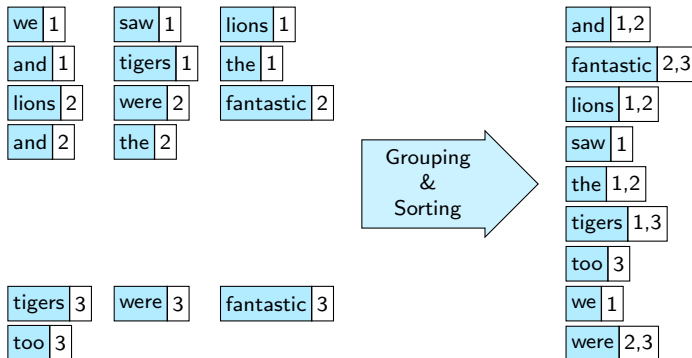 we 1 saw 1 lions 1
and 1 tigers 1 the 1
lions 2 were 2 fantastic 2
and 2 the 2
tigers 3 were 3 fantastic 3
too 3
Grouping
&
Sorting
and 1,2
fantastic 2,3
lions 1,2
saw 1
the 1,2
tigers 1,3
too 3
we 1
were 2,3